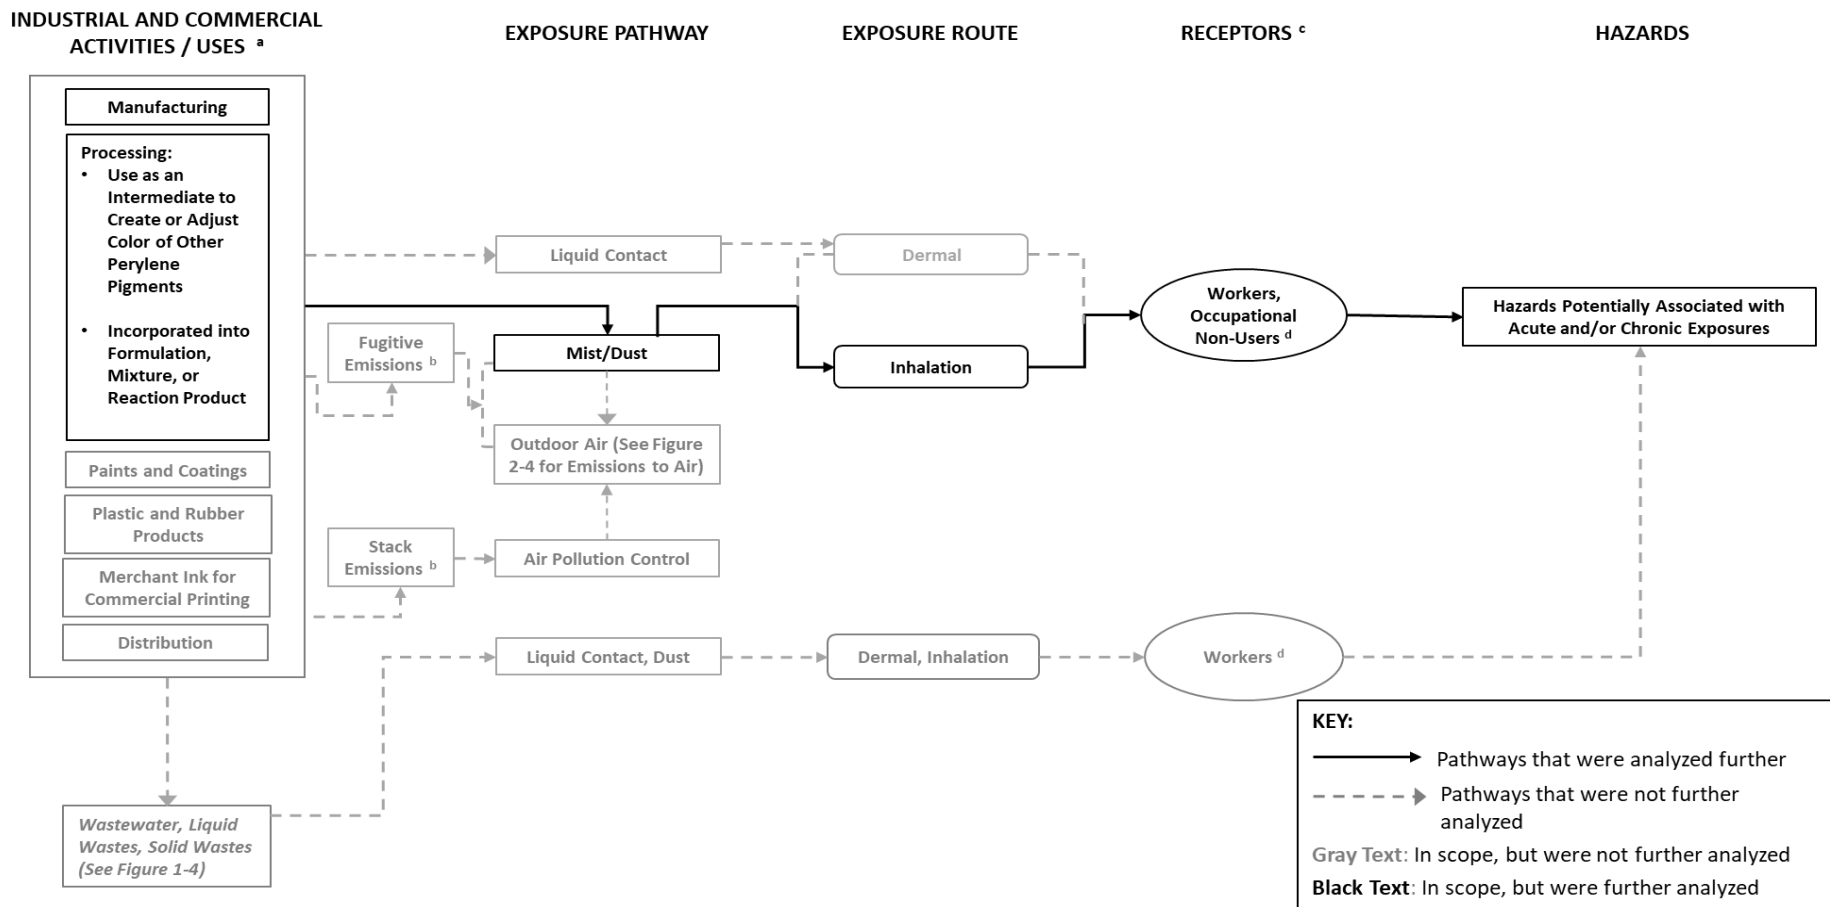 INDUSTRIAL AND COMMERCIAL
ACTIVITIES / USES a
EXPOSURE PATHWAY
EXPOSURE ROUTE
RECEPTORS c
HAZARDS
Manufacturing
Processing:
• Use as an
Intermediate to
Create or Adjust
Color of Other
Perylene
Pigments
• Incorporated into
Formulation,
Mixture, or
Reaction Product
Paints and Coatings
Plastic and Rubber
Products
Merchant Ink for
Commercial Printing
Distribution
Wastewater, Liquid
Wastes, Solid Wastes
(See Figure 1-4)
Fugitive
Emissions b
Stack
Emissions b
Liquid Contact
Mist/Dust
Outdoor Air (See Figure
2-4 for Emissions to Air)
Air Pollution Control
Liquid Contact, Dust
Dermal
Inhalation
Dermal, Inhalation
Workers,
Occupational
Non-Users d
Workers d
Hazards Potentially Associated with
Acute and/or Chronic Exposures
KEY:
Pathways that were analyzed further
Pathways that were not further
analyzed
Gray Text: In scope, but were not further analyzed
Black Text: In scope, but were further analyzed